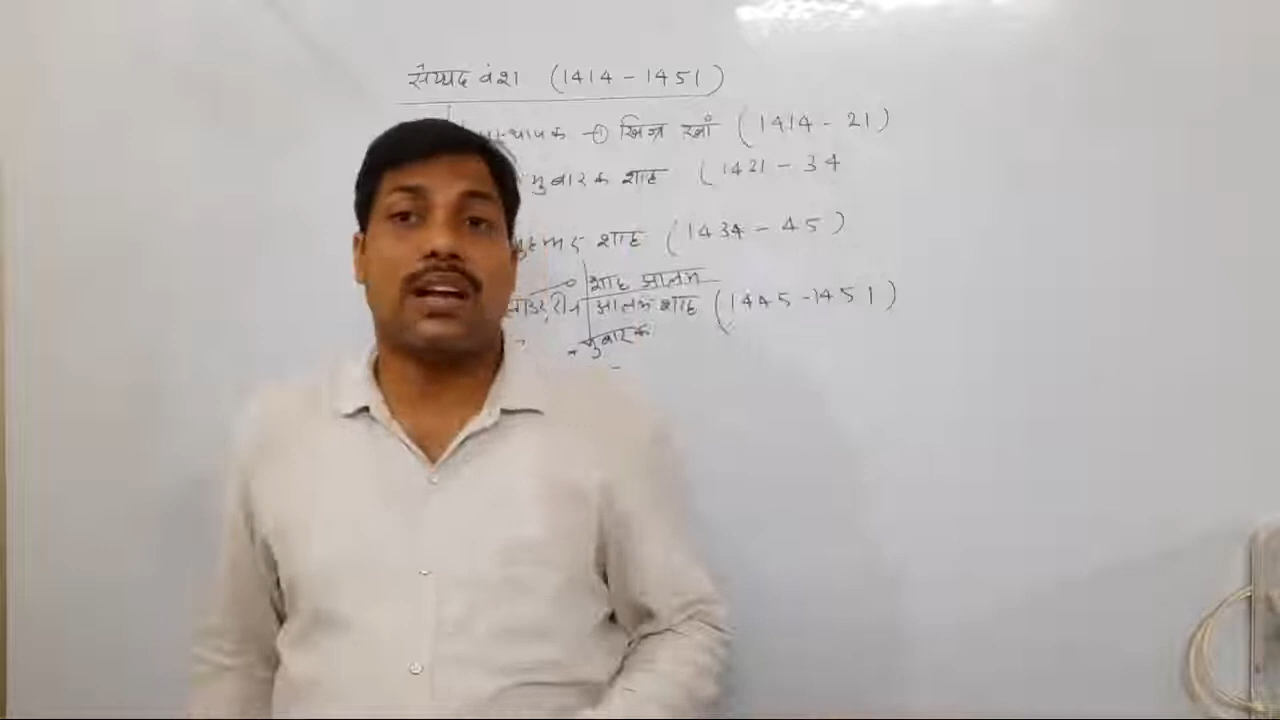 सैय्यद वंश (1414-1451)
खिज्र खाँ (1414-21)
मुबारक शाह (1421-34
शाह (1434-45)
शाह आलम
आलम शाह (1445-1451)
मुबारक